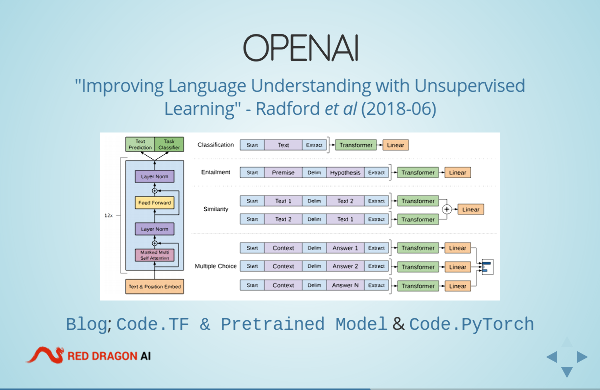 OPENAI
"Improving Language Understanding with Unsupervised
Learning" - Radford et al (2018-06)
Text Prediction
Task Classifier
Layer Norm
Feed Forward
12x
Layer Norm
Masked Multi Self Attention
Text & Position Embed
Classification Start Text Extract Transformer Linear
Entailment Start Premise Delim Hypothesis Extract Transformer Linear
Similarity
Start Text 1 Delim Text 2 Extract Transformer
+ Linear
Start Text 2 Delim Text 1 Extract Transformer
Multiple Choice
Start Context Delim Answer 1 Extract Transformer Linear
Start Context Delim Answer 2 Extract Transformer Linear
Start Context Delim Answer N Extract Transformer Linear
Blog; Code.TF & Pretrained Model & Code.PyTorch
RED DRAGON AI